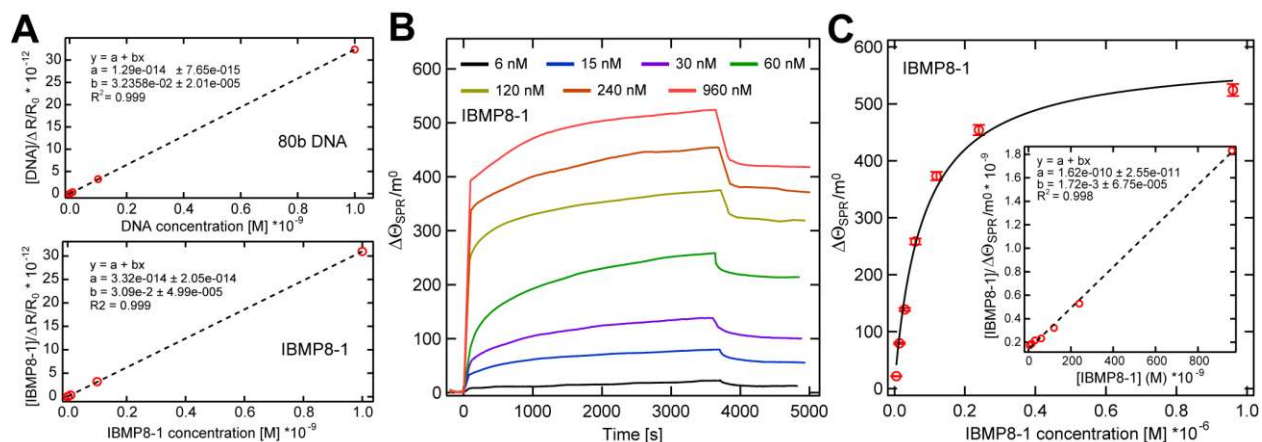 A
[DNA]/ΔR/R0 * 10-12
30
25
20
15
10
5
0
y = a + bx
a = 1.29e-014 ± 7.65e-015
b = 3.2358e-02 ± 2.01e-005
R2 = 0.999
80b DNA
0.0 0.2 0.4 0.6 0.8 1.0
DNA concentration [M] *10-9
[IBMP8-1]/ΔR/R0 * 10-12
30
25
20
15
10
5
0
y = a + bx
a = 3.32e-014 ± 2.05e-014
b = 3.09e-2 ± 4.99e-005
R2 = 0.999
IBMP8-1
0.0 0.2 0.4 0.6 0.8 1.0
IBMP8-1 concentration [M] *10-9
B
ΔΘSPR/m0
600
500
400
300
200
100
0
6 nM 15 nM 30 nM 60 nM
120 nM 240 nM 960 nM
IBMP8-1
0 1000 2000 3000 4000 5000
Time [s]
C
ΔΘSPR/m0
600
500
400
300
200
100
0
IBMP8-1
[IBMP8-1]/ΔΘSPR/m0 * 10-9
1.8
1.6
1.4
1.2
1.0
0.8
0.6
0.4
0.2
y = a + bx
a = 1.62e-010 ± 2.55e-011
b = 1.72e-3 ± 6.75e-005
R2 = 0.998
0 200 400 600 800
[IBMP8-1] (M) *10-9
0.0 0.2 0.4 0.6 0.8 1.0
IBMP8-1 concentration [M] *10-6